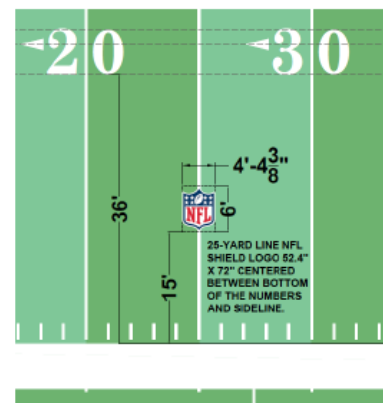 20 30
4'-4 3/8"
36'
6'
NFL
15'
25-YARD LINE NFL
SHIELD LOGO 52.4"
X 72" CENTERED
BETWEEN BOTTOM
OF THE NUMBERS
AND SIDELINE.